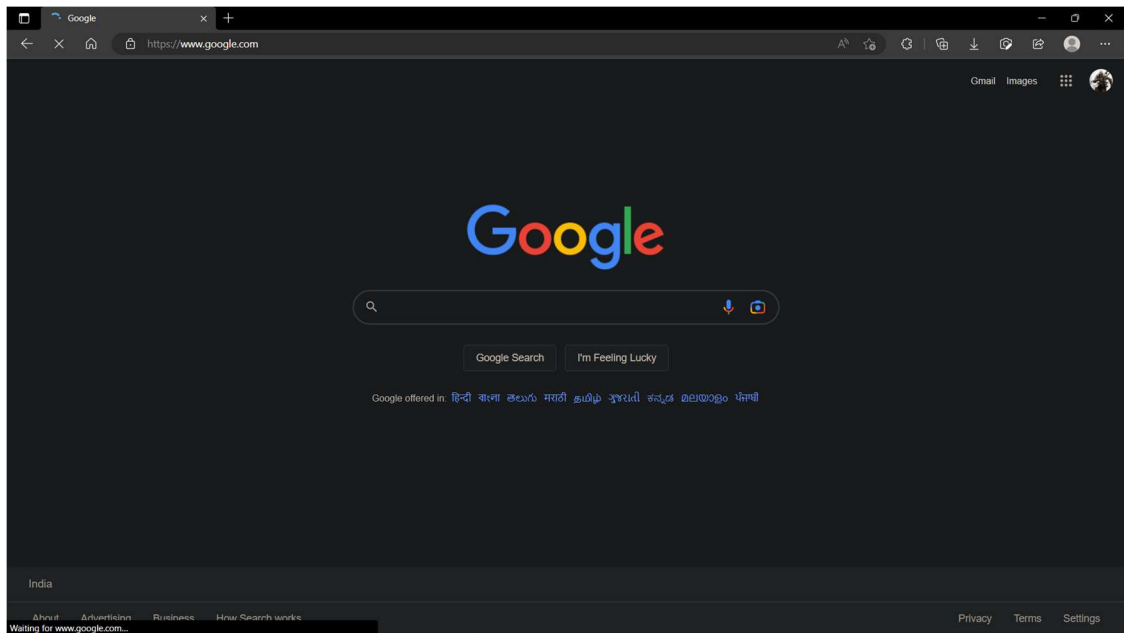 Google
https://www.google.com
Gmail Images
Google
Google Search I'm Feeling Lucky
Google offered in: हिन्दी বাংলা తెలుగు मराठी தமிழ் ગુજરાતી ಕನ್ನಡ മലയാളം ਪੰਜਾਬੀ
India
About Advertising Business How Search works Privacy Terms Settings
Waiting for www.google.com...